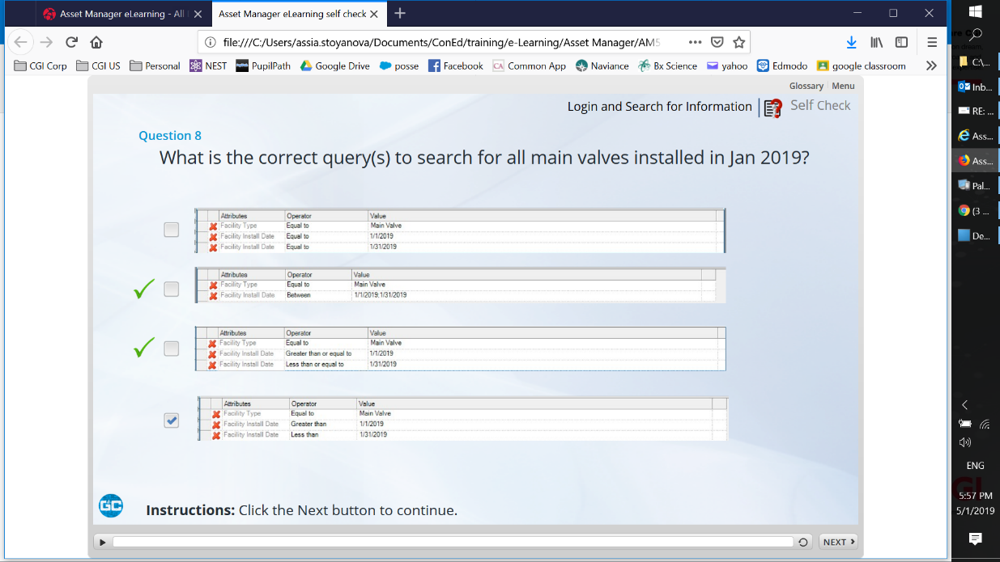 Asset Manager eLearning - All
Asset Manager eLearning self check
file:///C:/Users/assia.stoyanova/Documents/ConEd/training/e-Learning/Asset Manager/AMS
CGI Corp CGI US Personal NEST PupilPath Google Drive posse Facebook CA Common App Naviance Bx Science yahoo Edmodo google classroom
Glossary Menu
Login and Search for Information Self Check
Question 8
What is the correct query(s) to search for all main valves installed in Jan 2019?
Attributes Operator Value
Facility Type Equal to Main Valve
Facility Install Date Equal to 1/1/2019
Facility Install Date Equal to 1/31/2019
Attributes Operator Value
Facility Type Equal to Main Valve
Facility Install Date Between 1/1/2019;1/31/2019
Attributes Operator Value
Facility Type Equal to Main Valve
Facility Install Date Greater than or equal to 1/1/2019
Facility Install Date Less than or equal to 1/31/2019
Attributes Operator Value
Facility Type Equal to Main Valve
Facility Install Date Greater than 1/1/2019
Facility Install Date Less than 1/31/2019
GC
Instructions: Click the Next button to continue.
NEXT
C:\...
Inb...
RE: ...
Ass...
Ass...
Pal...
(3 ...
De...
ENG
5:57 PM
5/1/2019